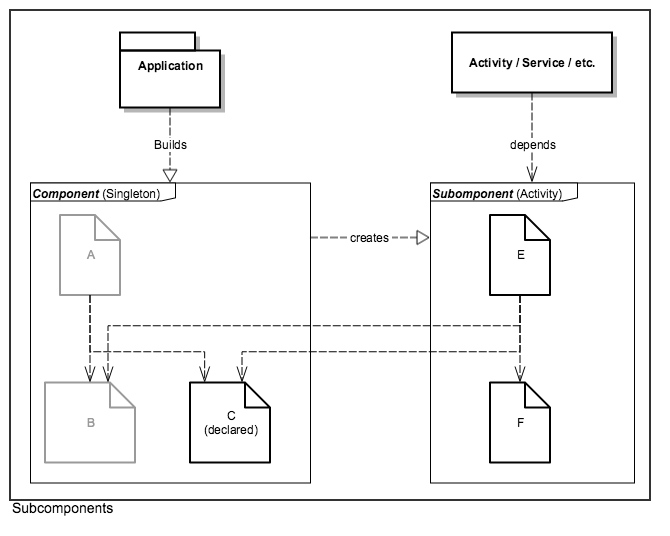 Application
Activity / Service / etc.
Builds
depends
Component (Singleton)
Subomponent (Activity)
A
creates
E
B
C
(declared)
F
Subcomponents